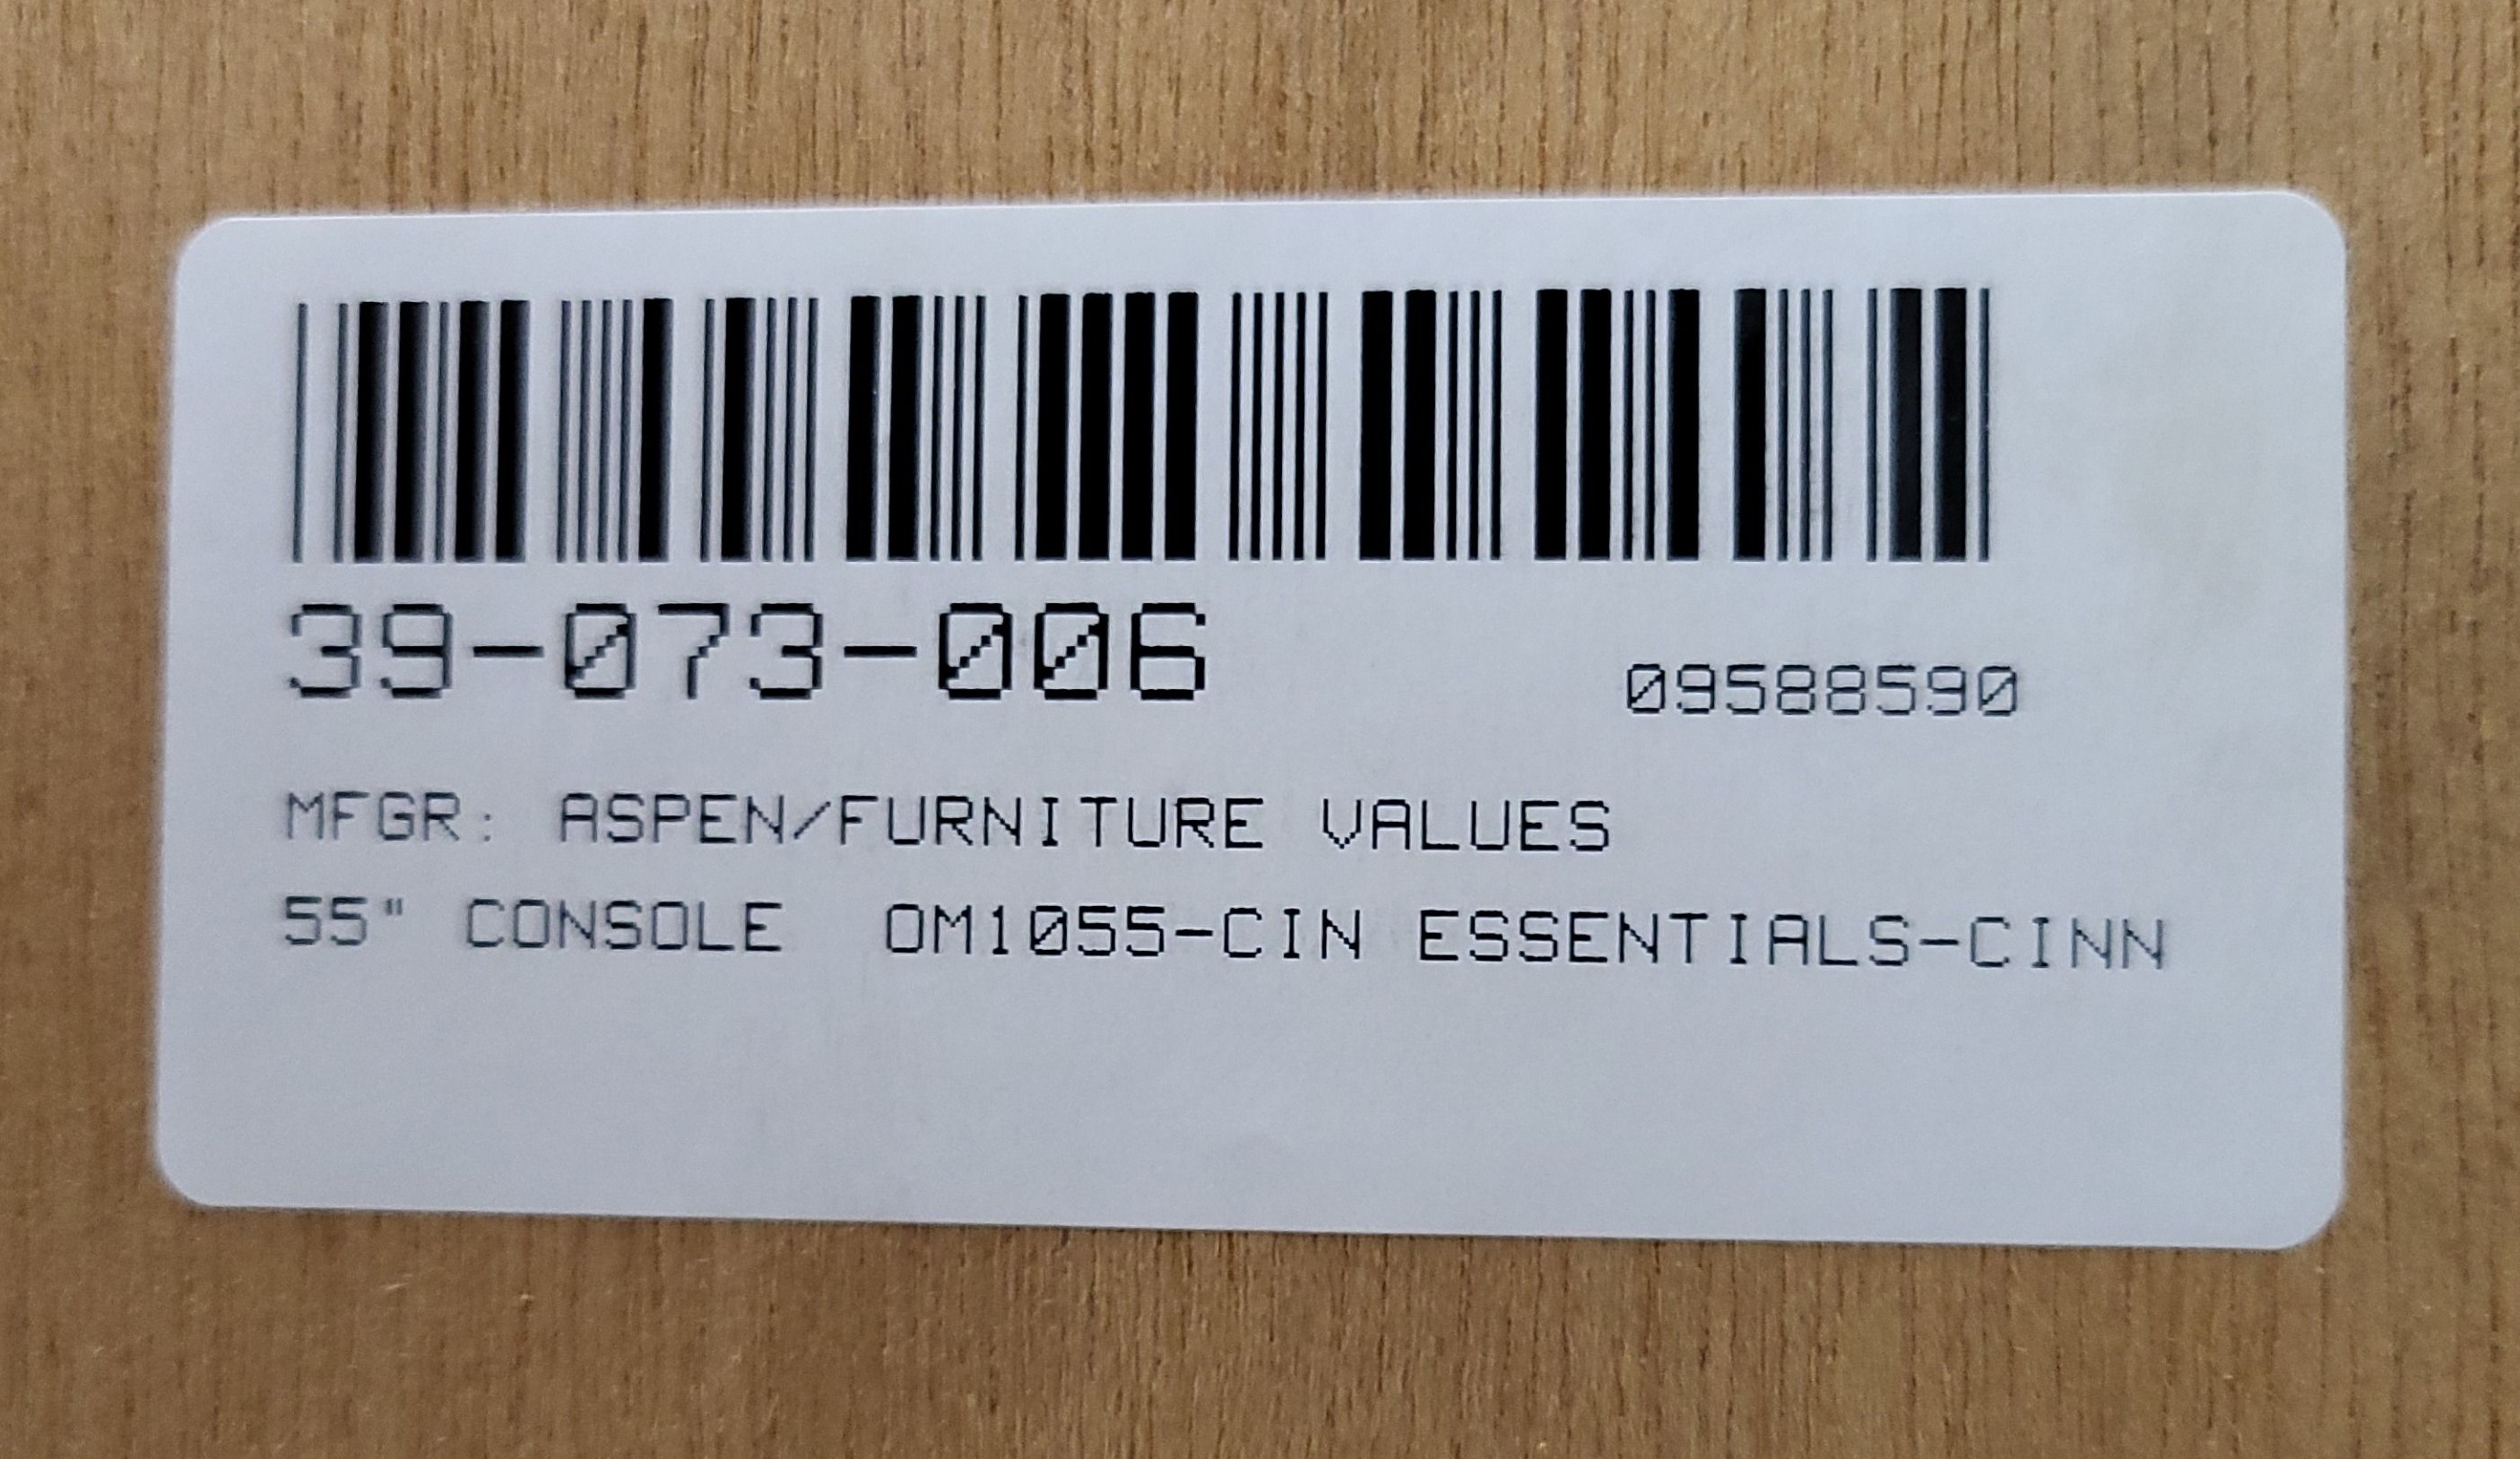 39-073-006
09588590
MFGR: ASPEN/FURNITURE VALUES
55" CONSOLE  OM1055-CIN ESSENTIALS-CINN